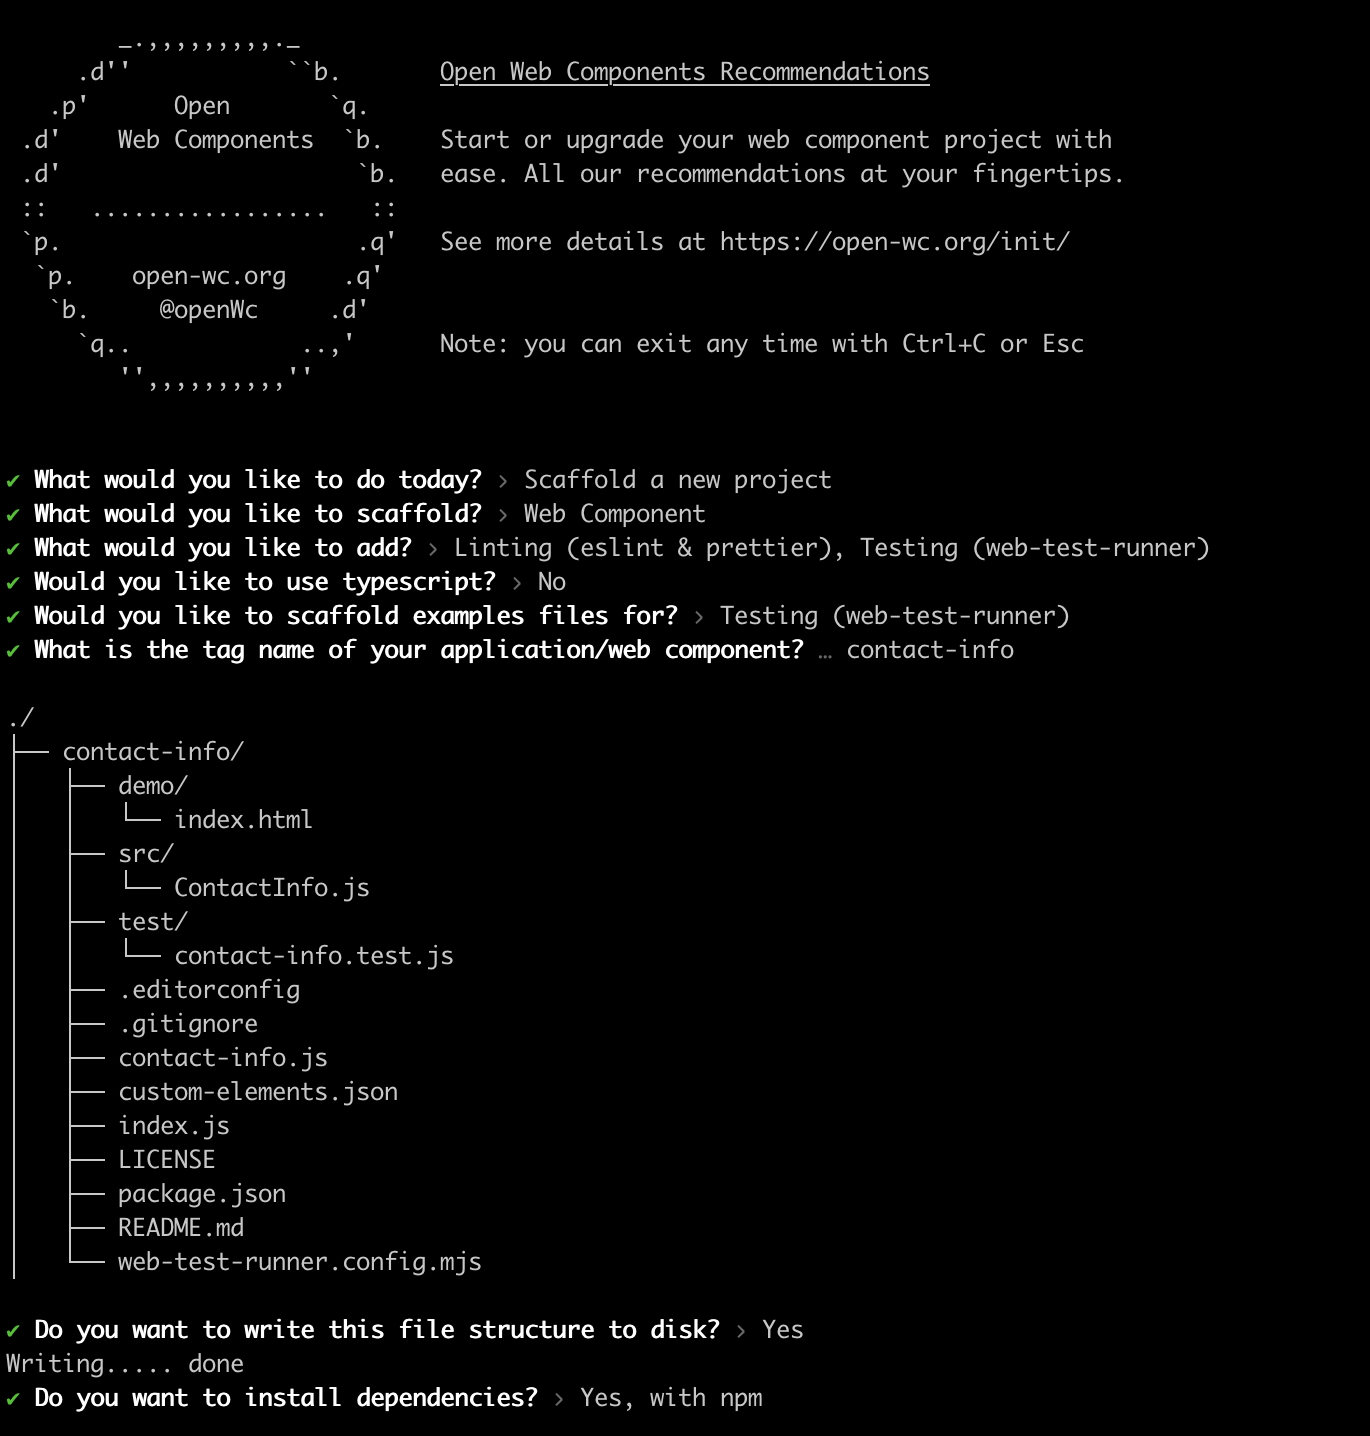 _.,,,,,,,,,._
     .d''           ``b.       Open Web Components Recommendations
   .p'      Open       `q.
 .d'    Web Components  `b.    Start or upgrade your web component project with
 .d'                     `b.   ease. All our recommendations at your fingertips.
 ::   .................   ::
 `p.                     .q'   See more details at https://open-wc.org/init/
  `p.    open-wc.org    .q'
   `b.     @openWc     .d'
     `q..            ..,'      Note: you can exit any time with Ctrl+C or Esc
        '',,,,,,,,,,''
✔ What would you like to do today? › Scaffold a new project
✔ What would you like to scaffold? › Web Component
✔ What would you like to add? › Linting (eslint & prettier), Testing (web-test-runner)
✔ Would you like to use typescript? › No
✔ Would you like to scaffold examples files for? › Testing (web-test-runner)
✔ What is the tag name of your application/web component? … contact-info
./
├── contact-info/
│   ├── demo/
│   │   └── index.html
│   ├── src/
│   │   └── ContactInfo.js
│   ├── test/
│   │   └── contact-info.test.js
│   ├── .editorconfig
│   ├── .gitignore
│   ├── contact-info.js
│   ├── custom-elements.json
│   ├── index.js
│   ├── LICENSE
│   ├── package.json
│   ├── README.md
│   └── web-test-runner.config.mjs
✔ Do you want to write this file structure to disk? › Yes
Writing..... done
✔ Do you want to install dependencies? › Yes, with npm